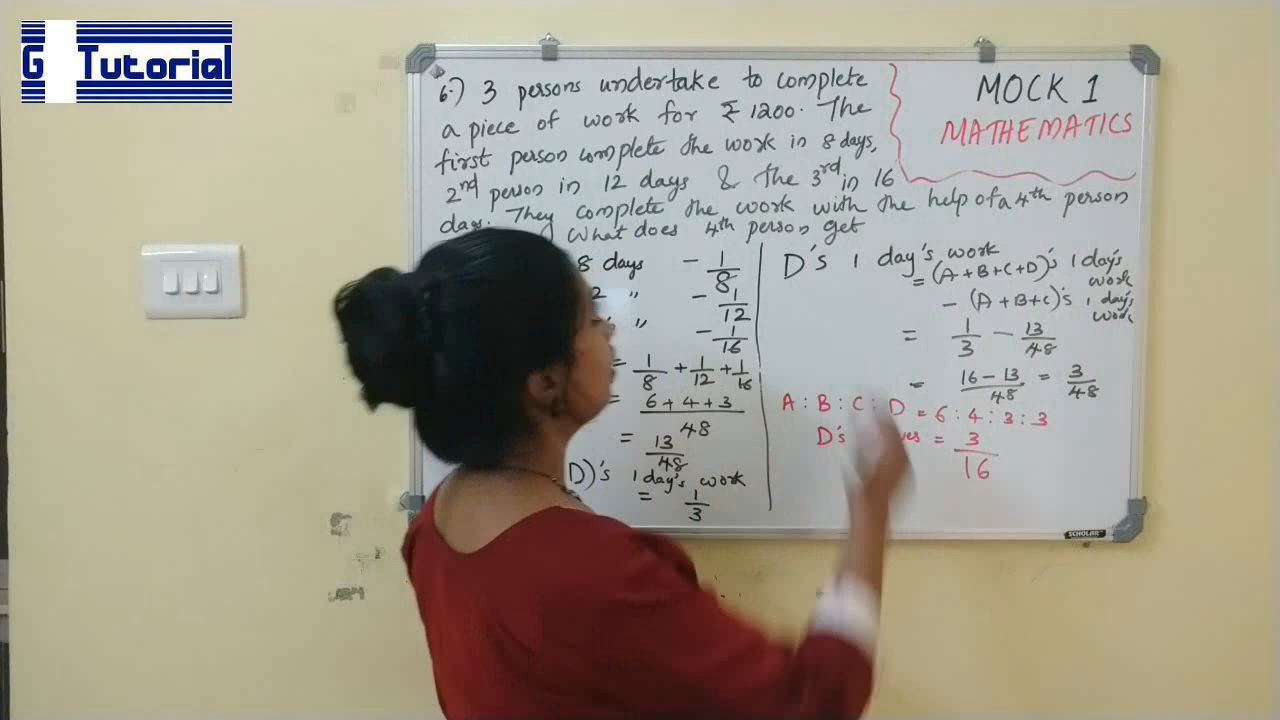 G Tutorial
MOCK 1
MATHEMATICS
6.) 3 persons undertake to complete
a piece of work for ₹ 1200. The
first person complete the work in 8 days,
2nd person in 12 days & the 3rd in 16
days. They complete the work with the help of a 4th person
What does 4th person get
8 days - 1/8
2 " - 1/12
" - 1/16
= 1/8 + 1/12 + 1/16
= 6 + 4 + 3 / 48
= 13/48
D)'s 1 day's work
= 1/3
D's 1 day's work
= (A+B+C+D)'s 1 day's work
- (A+B+C)'s 1 day's work
= 1/3 - 13/48
= 16 - 13 / 48 = 3/48
A : B : C : D = 6 : 4 : 3 : 3
D's = 3/16
SCHOLAR